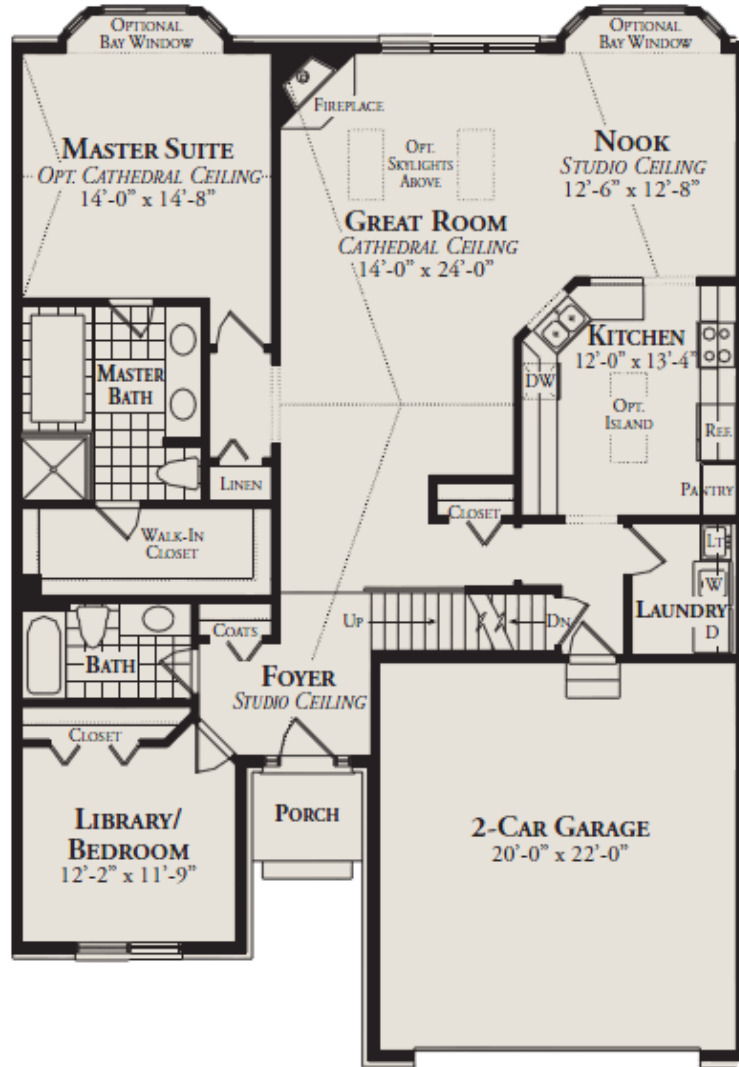 OPTIONAL
BAY WINDOW
OPTIONAL
BAY WINDOW
FIREPLACE
MASTER SUITE
OPT. CATHEDRAL CEILING
14'-0" x 14'-8"
OPT.
SKYLIGHTS
ABOVE
NOOK
STUDIO CEILING
12'-6" x 12'-8"
GREAT ROOM
CATHEDRAL CEILING
14'-0" x 24'-0"
KITCHEN
12'-0" x 13'-4"
MASTER
BATH
DW
OPT.
ISLAND
REF.
LINEN
PANTRY
CLOSET
WALK-IN
CLOSET
LT
W
LAUNDRY
D
COATS
UP
DN
BATH
FOYER
STUDIO CEILING
CLOSET
PORCH
LIBRARY/
BEDROOM
12'-2" x 11'-9"
2-CAR GARAGE
20'-0" x 22'-0"